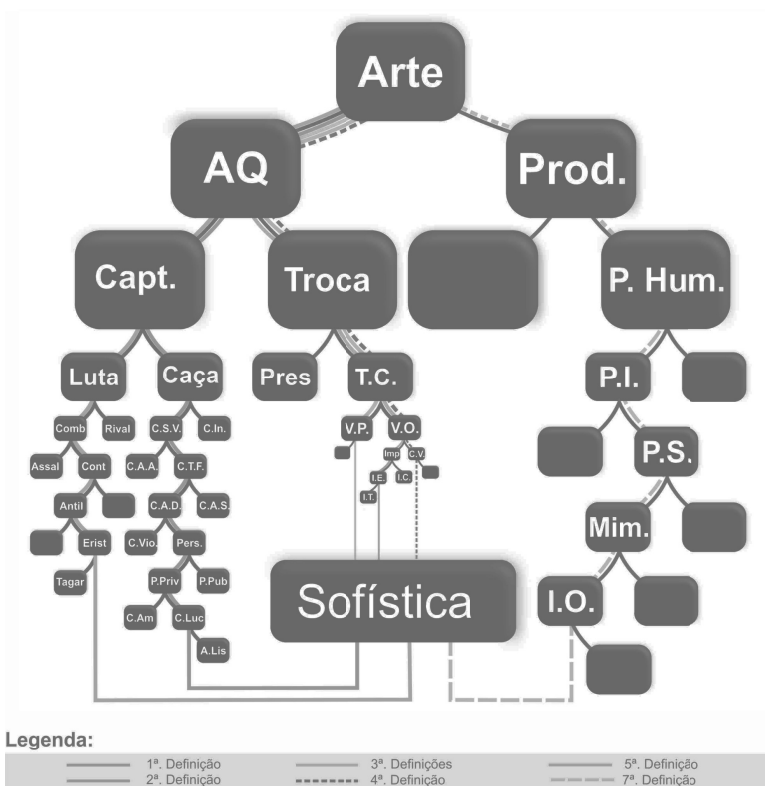 Arte
AQ
Prod.
Capt.
Troca
P. Hum.
Luta
Caça
Pres
T.C.
P.I.
Comb
Rival
C.S.V.
C.In.
V.P.
V.O.
Assal
Cont
C.A.A.
C.T.F.
Imp
C.V.
P.S.
I.E.
I.C.
I.T.
Antil
C.A.D.
C.A.S.
Mim.
Erist
C.Vio.
Pers.
Tagar
P.Priv
P.Pub
Sofística
I.O.
C.Am
C.Luc
A.Lis
Legenda:
1ª. Definição 3ª. Definições 5ª. Definição
2ª. Definição 4ª. Definição 7ª. Definição